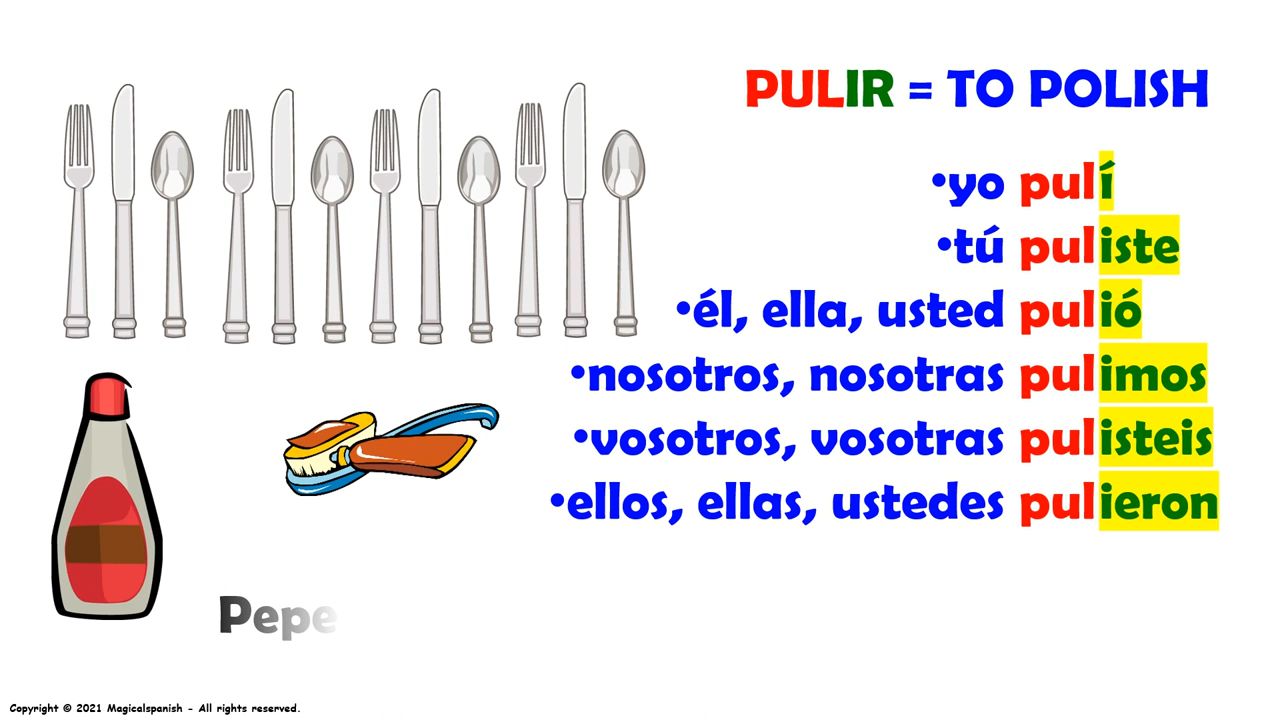 PULIR = TO POLISH
•yo pulí
•tú puliste
•él, ella, usted pulió
•nosotros, nosotras pulimos
•vosotros, vosotras pulisteis
•ellos, ellas, ustedes pulieron
Pepe
Copyright © 2021 Magicalspanish - All rights reserved.